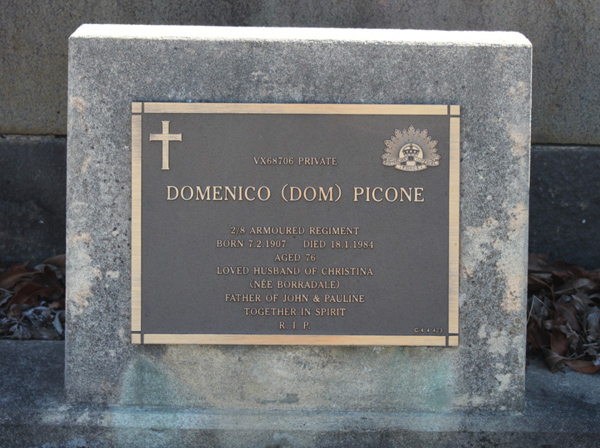 VX68706 PRIVATE
DOMENICO (DOM) PICONE
2/8 ARMOURED REGIMENT
BORN 7.2.1907 DIED 18.1.1984
AGED 76
LOVED HUSBAND OF CHRISTINA
(NÉE BORRADALE)
FATHER OF JOHN & PAULINE
TOGETHER IN SPIRIT
R. I. P.